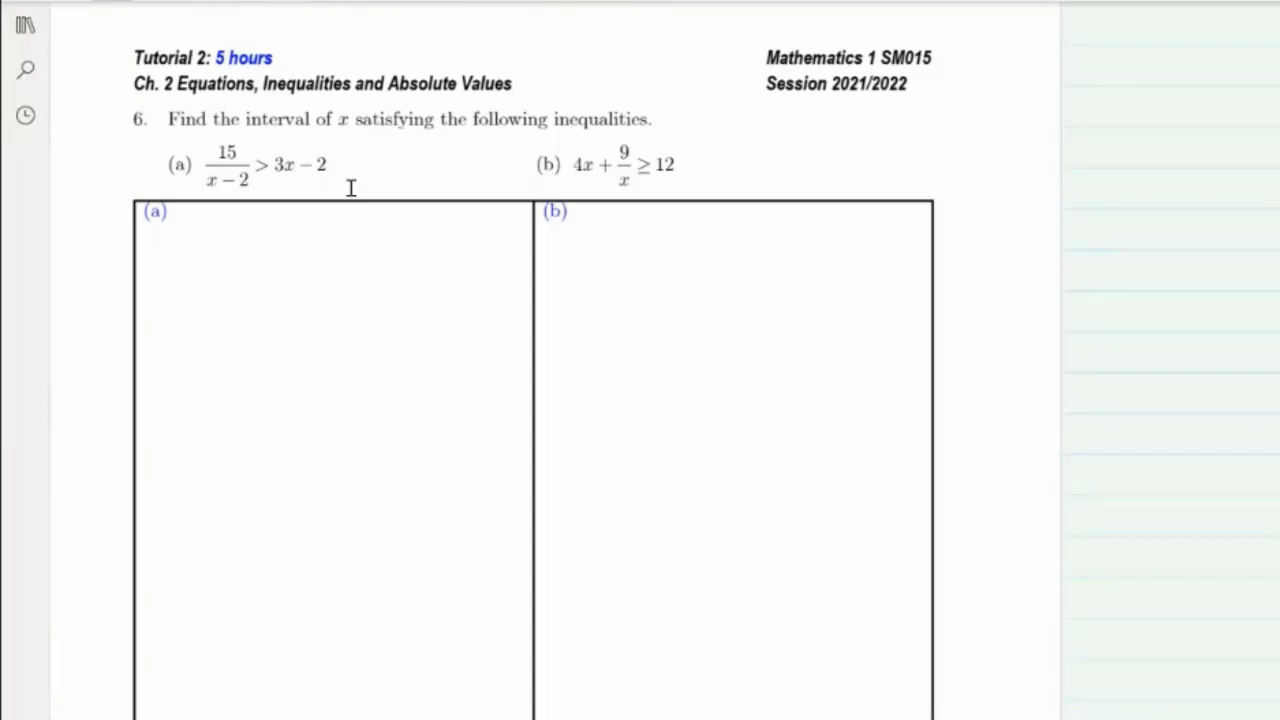 Tutorial 2: 5 hours
Mathematics 1 SM015
Ch. 2 Equations, Inequalities and Absolute Values
Session 2021/2022
6. Find the interval of x satisfying the following inequalities.
(a) 15/(x − 2) > 3x − 2
(b) 4x + 9/x ≥ 12
(a)
(b)